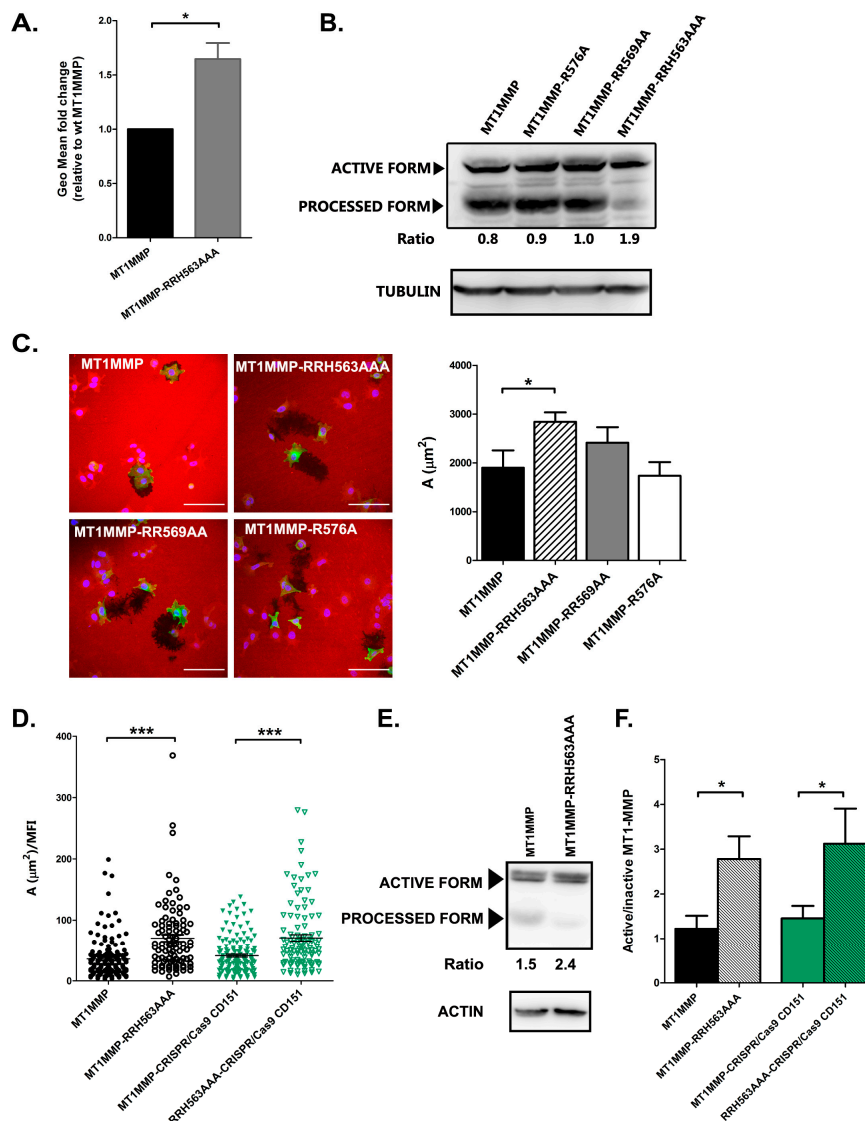 A.
*
2.0
1.5
1.0
0.5
0.0
Geo Mean fold change
(relative to wt MT1MMP)
MT1MMP
MT1MMP-RRH563AAA
B.
MT1MMP
MT1MMP-R576A
MT1MMP-RR569AA
MT1MMP-RRH563AAA
ACTIVE FORM
PROCESSED FORM
Ratio 0.8 0.9 1.0 1.9
TUBULIN
C.
MT1MMP
MT1MMP-RRH563AAA
MT1MMP-RR569AA
MT1MMP-R576A
*
4000
3000
2000
1000
0
A (μm²)
MT1MMP
MT1MMP-RRH563AAA
MT1MMP-RR569AA
MT1MMP-R576A
D.
*** ***
400
300
200
100
0
A (μm²)/MFI
MT1MMP
MT1MMP-RRH563AAA
MT1MMP-CRISPR/Cas9 CD151
RRH563AAA-CRISPR/Cas9 CD151
E.
MT1MMP
MT1MMP-RRH563AAA
ACTIVE FORM
PROCESSED FORM
Ratio 1.5 2.4
ACTIN
F.
* *
5
4
3
2
1
0
Active/inactive MT1-MMP
MT1MMP
MT1MMP-RRH563AAA
MT1MMP-CRISPR/Cas9 CD151
RRH563AAA-CRISPR/Cas9 CD151